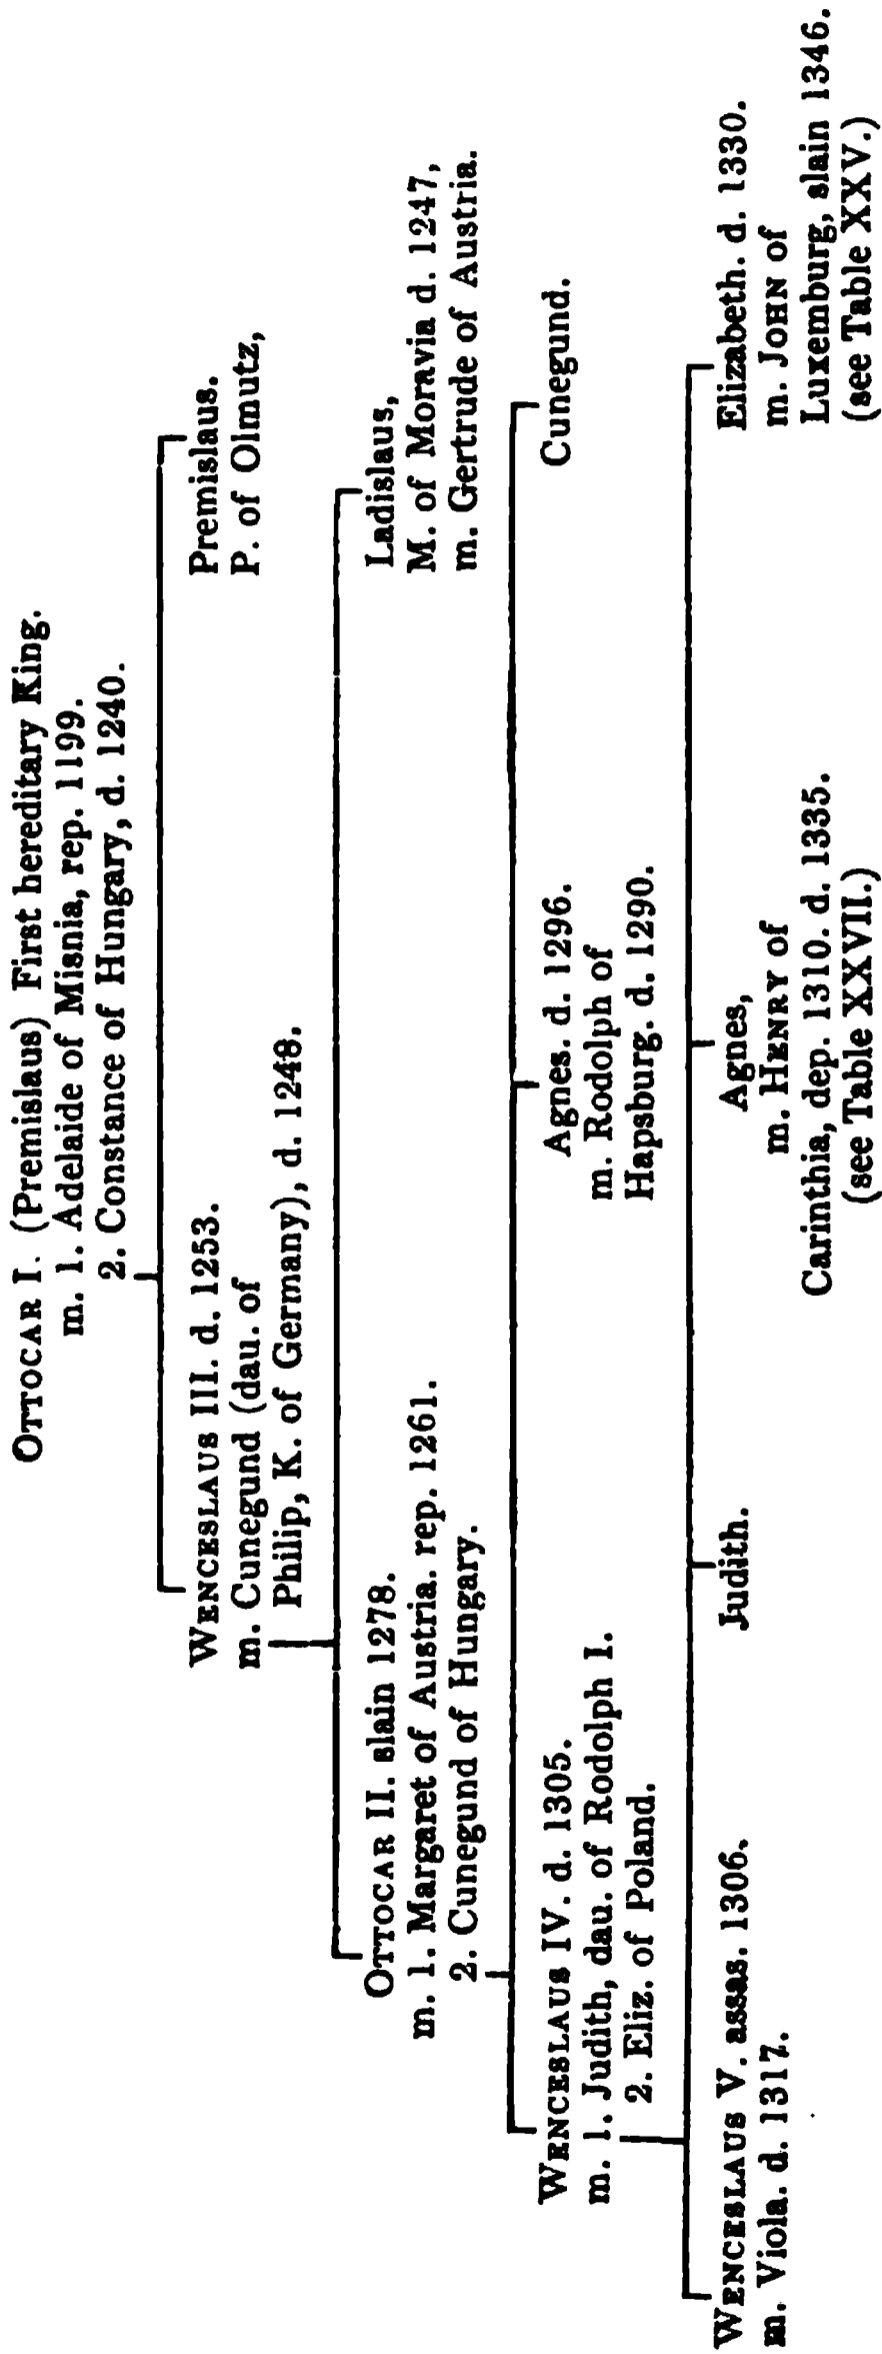 OTTOCAR I. (Premislaus) First hereditary King.
m. 1. Adelaide of Misnia, rep. 1199.
2. Constance of Hungary, d. 1240.
WENCESLAUS III. d. 1253.
m. Cunegund (dau. of
Philip, K. of Germany), d. 1248.
Premislaus.
P. of Olmutz,
OTTOCAR II. slain 1278.
m. 1. Margaret of Austria. rep. 1261.
2. Cunegund of Hungary.
Ladislaus,
M. of Moravia d. 1247,
m. Gertrude of Austria.
WENCESLAUS IV. d. 1305.
m. 1. Judith, dau. of Rodolph I.
2. Eliz. of Poland.
Agnes. d. 1296.
m. Rodolph of
Hapsburg. d. 1290.
Cunegund.
WENCESLAUS V. assas. 1306.
m. Viola. d. 1317.
Judith.
Agnes,
m. HENRY of
Carinthia, dep. 1310. d. 1335.
(see Table XXVII.)
Elizabeth. d. 1330.
m. JOHN of
Luxemburg, slain 1346.
(see Table XXV.)